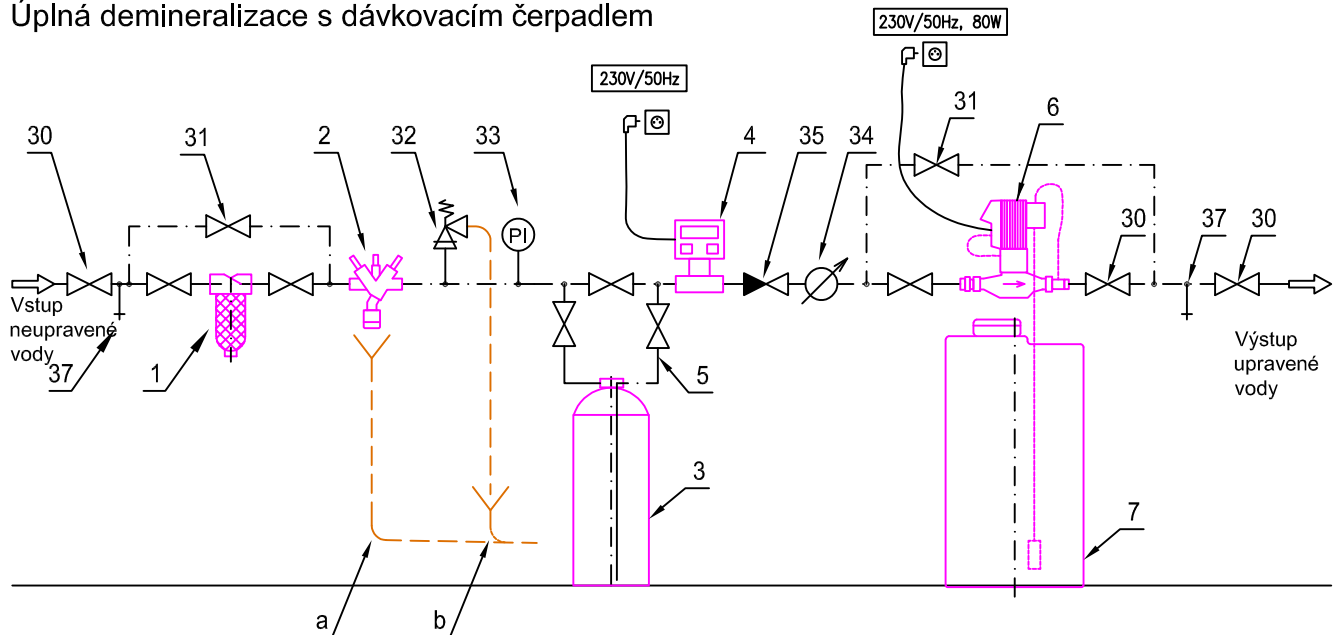 Úplná demineralizace s dávkovacím čerpadlem
230V/50Hz, 80W
230V/50Hz
30
31
2
32
33
4
35
34
31
6
30
37
30
PI
Vstup
neupravené
vody
37
1
5
Výstup
upravené
vody
3
7
a
b